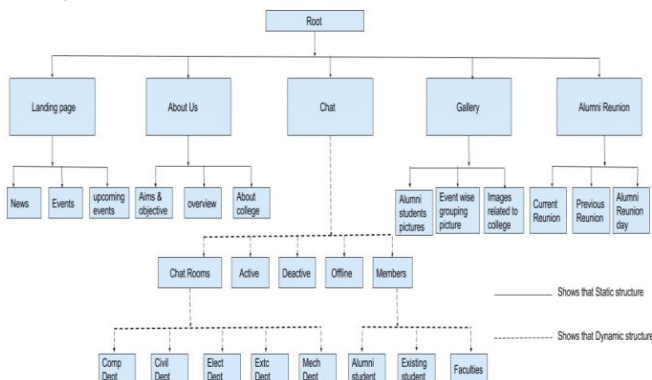 Root
Landing page
About Us
Chat
Gallery
Alumni Reunion
News
Events
upcoming
events
Aims &
objective
overview
About
college
Alumni
students
pictures
Event wise
grouping
picture
Images
related to
college
Current
Reunion
Previous
Reunion
Alumni
Reunion
day
Chat Rooms
Active
Deactive
Offline
Members
Shows that Static structure
Shows that Dynamic structure
Comp
Dept
Civil
Dept
Elect
Dept
Extc
Dept
Mech
Dept
Alumni
student
Existing
student
Faculties